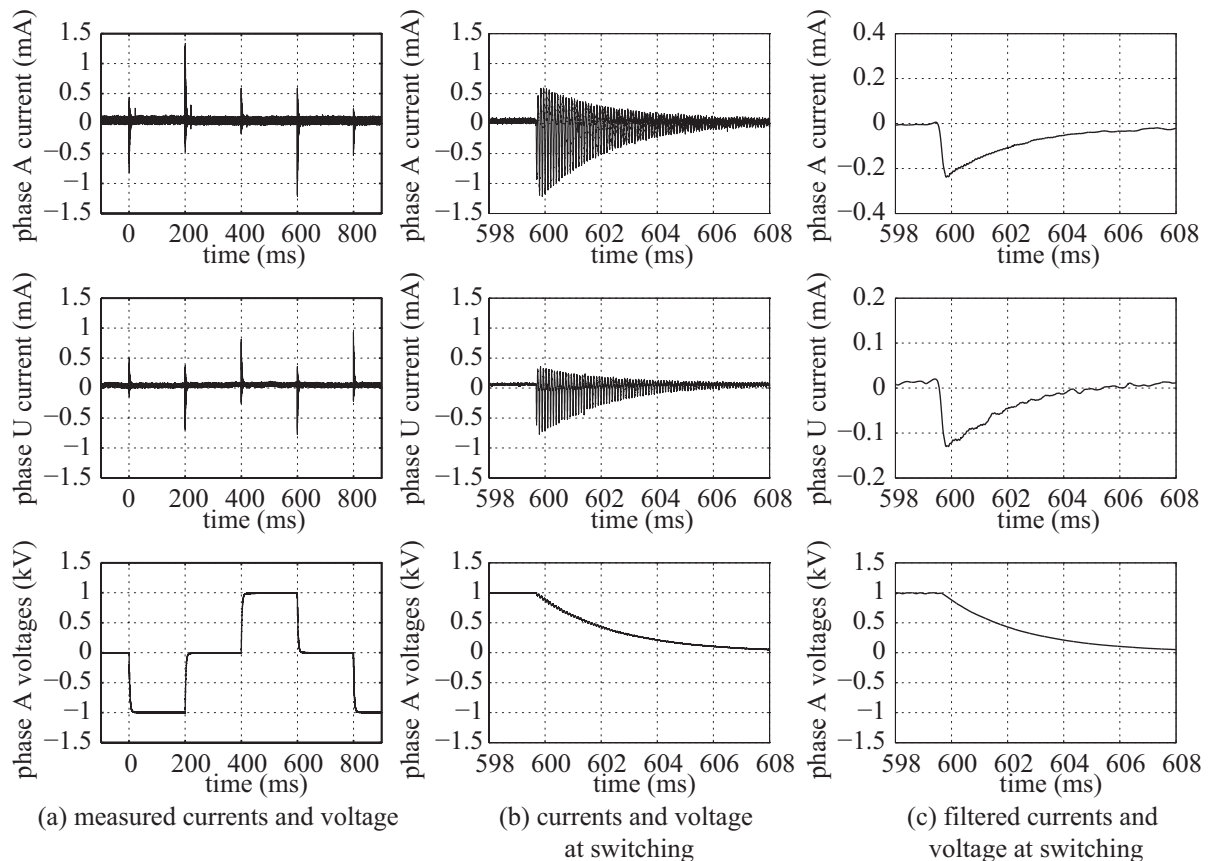 phase A current (mA)
1.5
1
0.5
0
−0.5
−1
−1.5
0 200 400 600 800
time (ms)
phase A current (mA)
1.5
1
0.5
0
−0.5
−1
−1.5
598 600 602 604 606 608
time (ms)
phase A current (mA)
0.4
0.2
0
−0.2
−0.4
598 600 602 604 606 608
time (ms)
phase U current (mA)
1.5
1
0.5
0
−0.5
−1
−1.5
0 200 400 600 800
time (ms)
phase U current (mA)
1.5
1
0.5
0
−0.5
−1
−1.5
598 600 602 604 606 608
time (ms)
phase U current (mA)
0.2
0.1
0
−0.1
−0.2
598 600 602 604 606 608
time (ms)
phase A voltages (kV)
1.5
1
0.5
0
−0.5
−1
1.5
0 200 400 600 800
time (ms)
phase A voltages (kV)
1.5
1
0.5
0
−0.5
−1
1.5
598 600 602 604 606 608
time (ms)
phase A voltages (kV)
1.5
1
0.5
0
−0.5
−1
1.5
598 600 602 604 606 608
time (ms)
(a) measured currents and voltage
(b) currents and voltage
at switching
(c) filtered currents and
voltage at switching